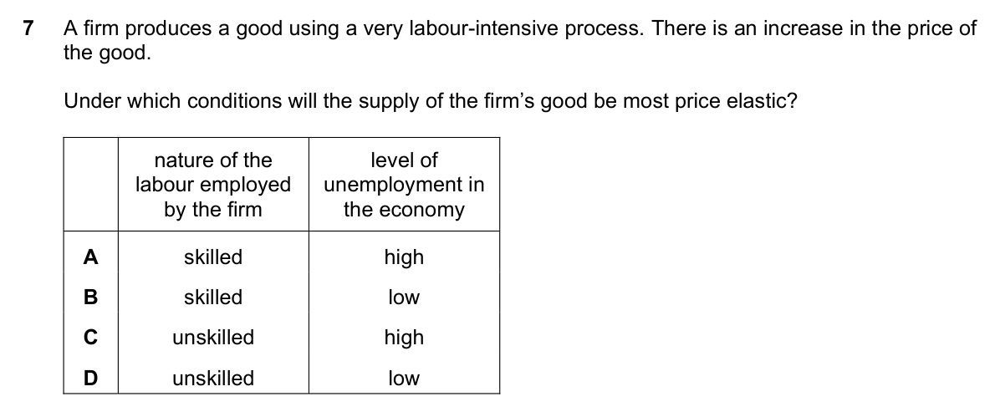 7 A firm produces a good using a very labour-intensive process. There is an increase in the price of
the good.
Under which conditions will the supply of the firm’s good be most price elastic?
nature of the
labour employed
by the firm
level of
unemployment in
the economy
A skilled high
B skilled low
C unskilled high
D unskilled low